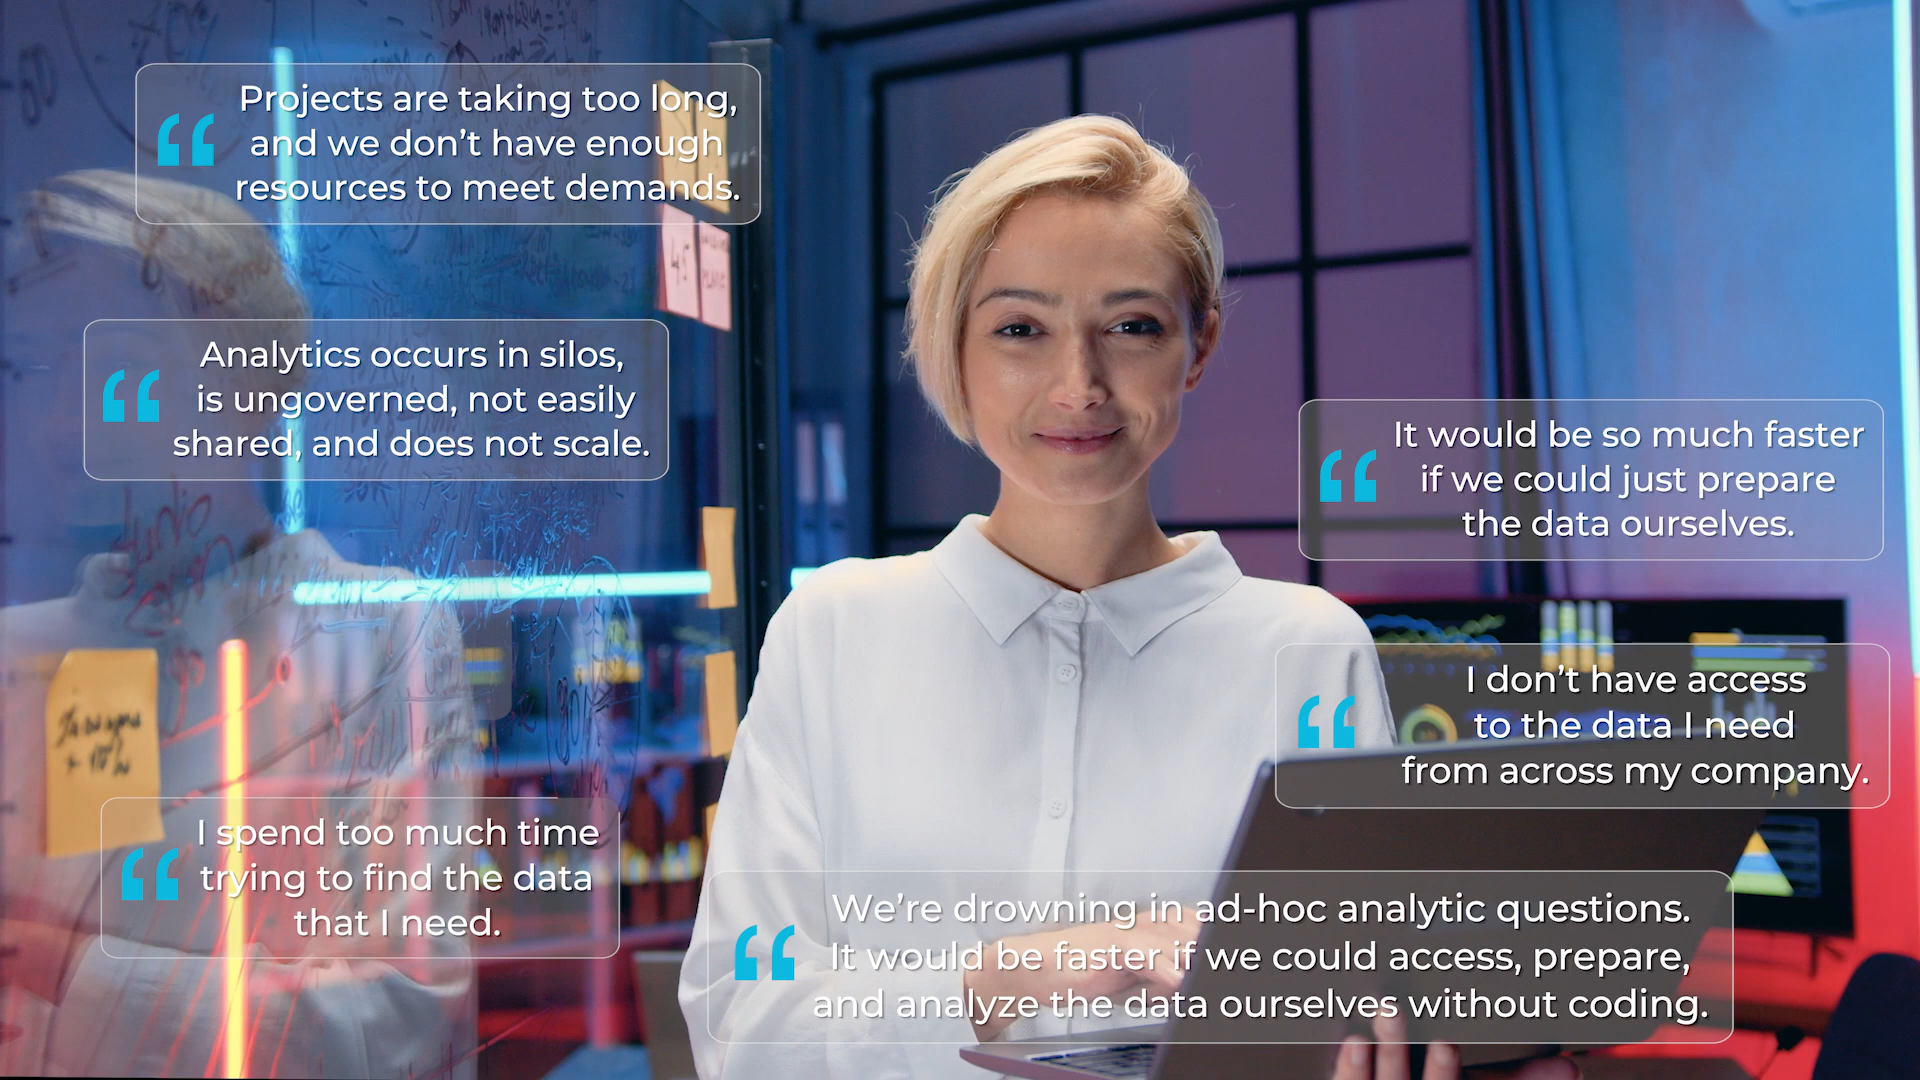 Projects are taking too long,
and we don't have enough
resources to meet demands.
Analytics occurs in silos,
is ungoverned, not easily
shared, and does not scale.
I spend too much time
trying to find the data
that I need.
It would be so much faster
if we could just prepare
the data ourselves.
I don't have access
to the data I need
from across my company.
We're drowning in ad-hoc analytic questions.
It would be faster if we could access, prepare,
and analyze the data ourselves without coding.